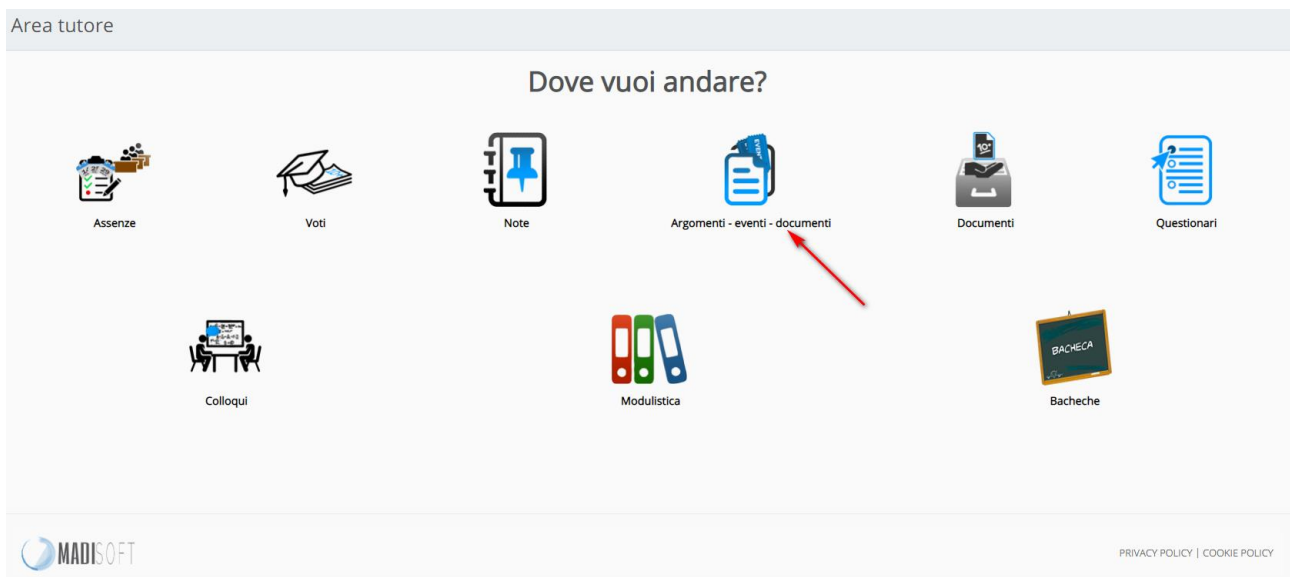 Area tutore
Dove vuoi andare?
Assenze
Voti
Note
Argomenti - eventi - documenti
Documenti
Questionari
BACHECA
Colloqui
Modulistica
Bacheche
MADISOFT
PRIVACY POLICY | COOKIE POLICY